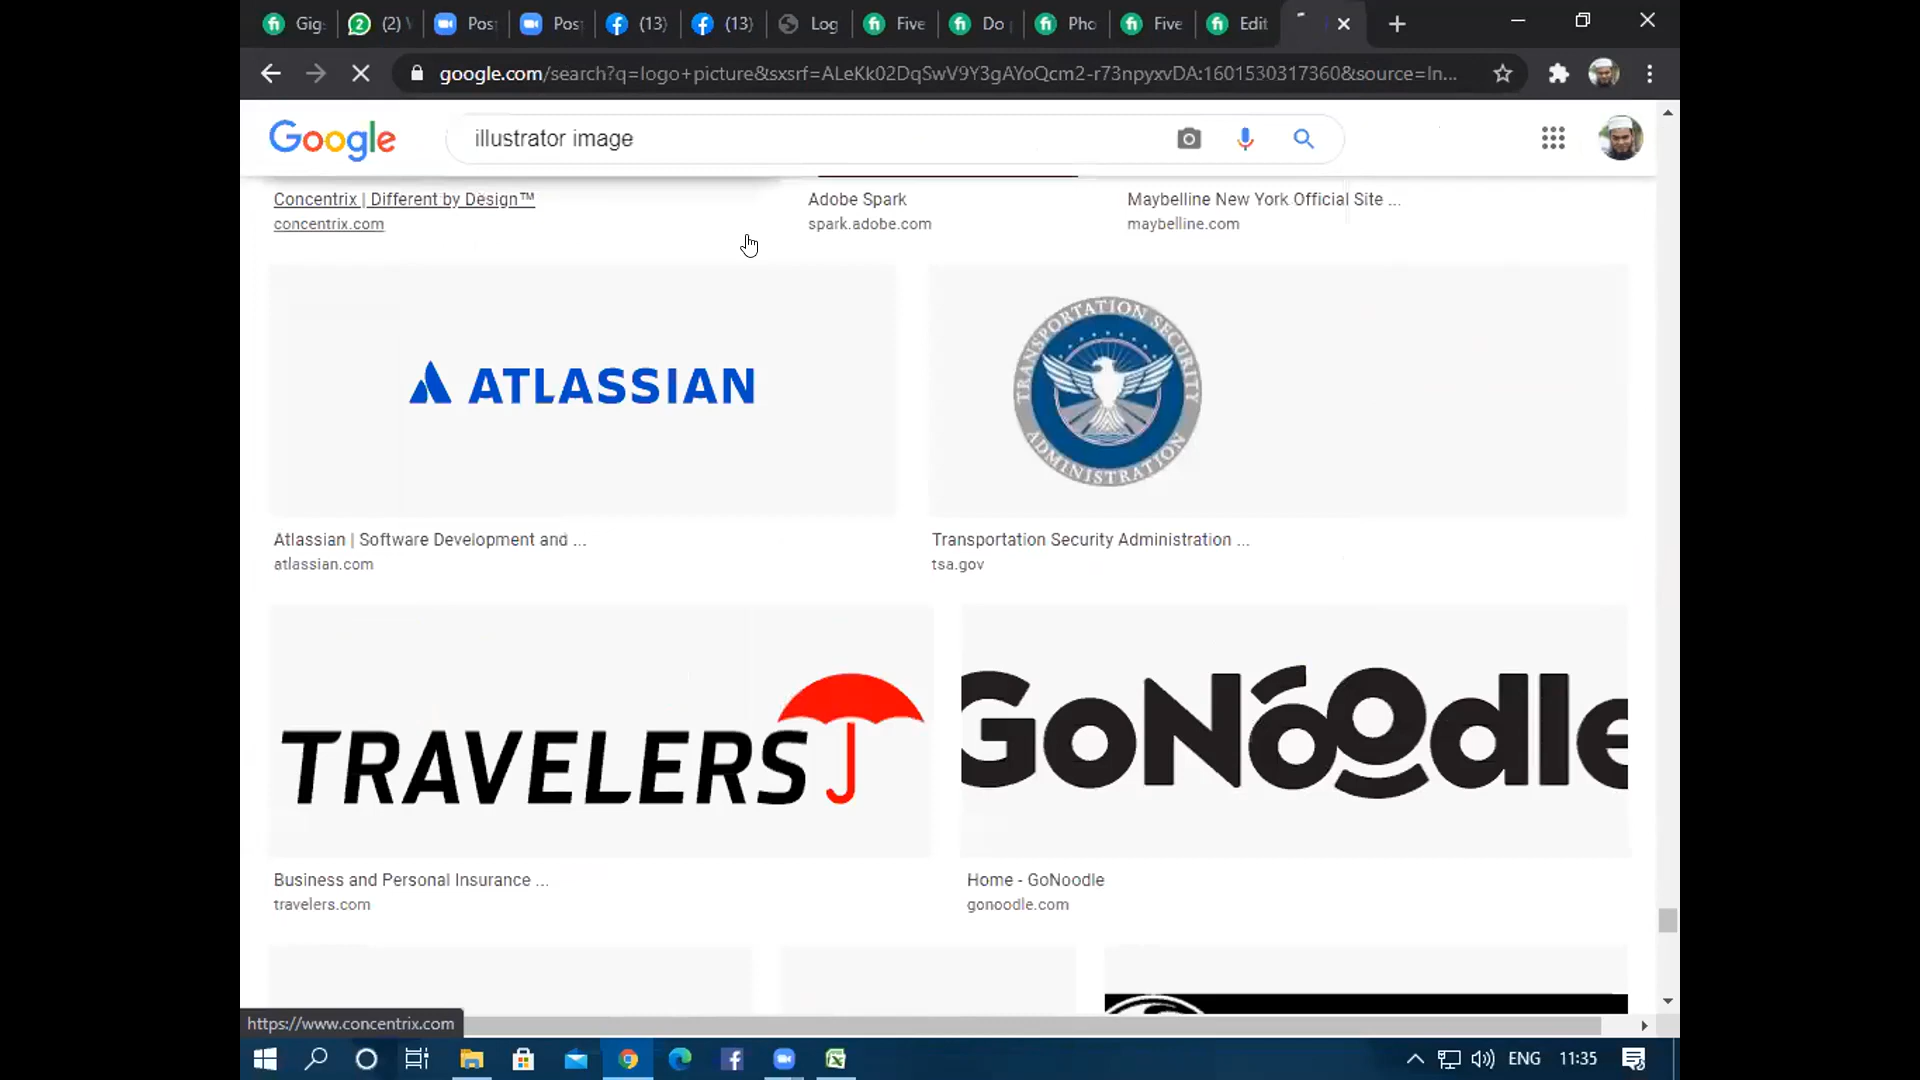 Gig
2
(2)
Pos
Pos
(13)
(13)
Log
Five
Do
Pho
Five
Edit
google.com/search?q=logo+picture&sxsrf=ALeKk02DqSwV9Y3gAYoQcm2-r73npyxvDA:1601530317360&source=ln...
Google
illustrator image
Concentrix | Different by Design™
concentrix.com
Adobe Spark
spark.adobe.com
Maybelline New York Official Site ...
maybelline.com
ATLASSIAN
TRANSPORTATION SECURITY
ADMINISTRATION
Atlassian | Software Development and ...
atlassian.com
Transportation Security Administration ...
tsa.gov
TRAVELERS
GoNoodle
Business and Personal Insurance ...
travelers.com
Home - GoNoodle
gonoodle.com
https://www.concentrix.com
ENG
11:35